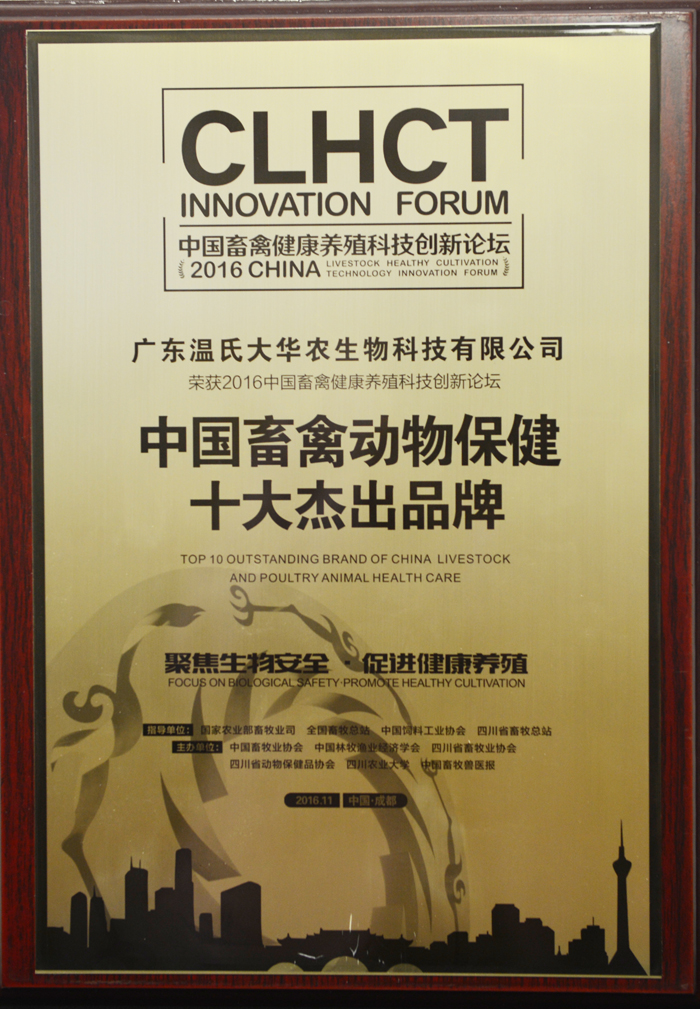 CLHCT
INNOVATION FORUM
中国畜禽健康养殖科技创新论坛
2016 CHINA LIVESTOCK HEALTHY CULTIVATION
TECHNOLOGY INNOVATION FORUM
广东温氏大华农生物科技有限公司
荣获2016中国畜禽健康养殖科技创新论坛
中国畜禽动物保健
十大杰出品牌
TOP 10 OUTSTANDING BRAND OF CHINA LIVESTOCK
AND POULTRY ANIMAL HEALTH CARE
聚焦生物安全·促进健康养殖
FOCUS ON BIOLOGICAL SAFETY·PROMOTE HEALTHY CULTIVATION
指导单位： 国家农业部畜牧业司 全国畜牧总站 中国饲料工业协会 四川省畜牧总站
主办单位： 中国畜牧业协会 中国林牧渔业经济学会 四川省畜牧业协会
四川省动物保健品协会 四川农业大学 中国畜牧兽医报
2016.11 中国·成都